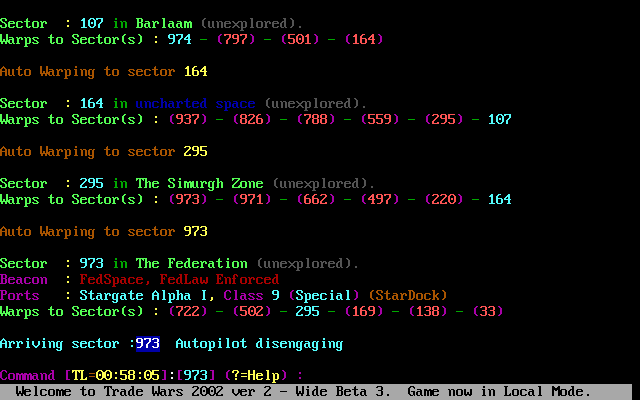 Sector  : 107 in Barlaam (unexplored).
Warps to Sector(s) : 974 - (797) - (501) - (164)
Auto Warping to sector 164
Sector  : 164 in uncharted space (unexplored).
Warps to Sector(s) : (937) - (826) - (788) - (559) - (295) - 107
Auto Warping to sector 295
Sector  : 295 in The Simurgh Zone (unexplored).
Warps to Sector(s) : (973) - (971) - (662) - (497) - (220) - 164
Auto Warping to sector 973
Sector  : 973 in The Federation (unexplored).
Beacon  : FedSpace, FedLaw Enforced
Ports   : Stargate Alpha I, Class 9 (Special) (StarDock)
Warps to Sector(s) : (722) - (502) - 295 - (169) - (138) - (33)
Arriving sector :973  Autopilot disengaging
Command [TL=00:58:05]:[973] (?=Help) :
Welcome to Trade Wars 2002 ver 2 - Wide Beta 3.  Game now in Local Mode.